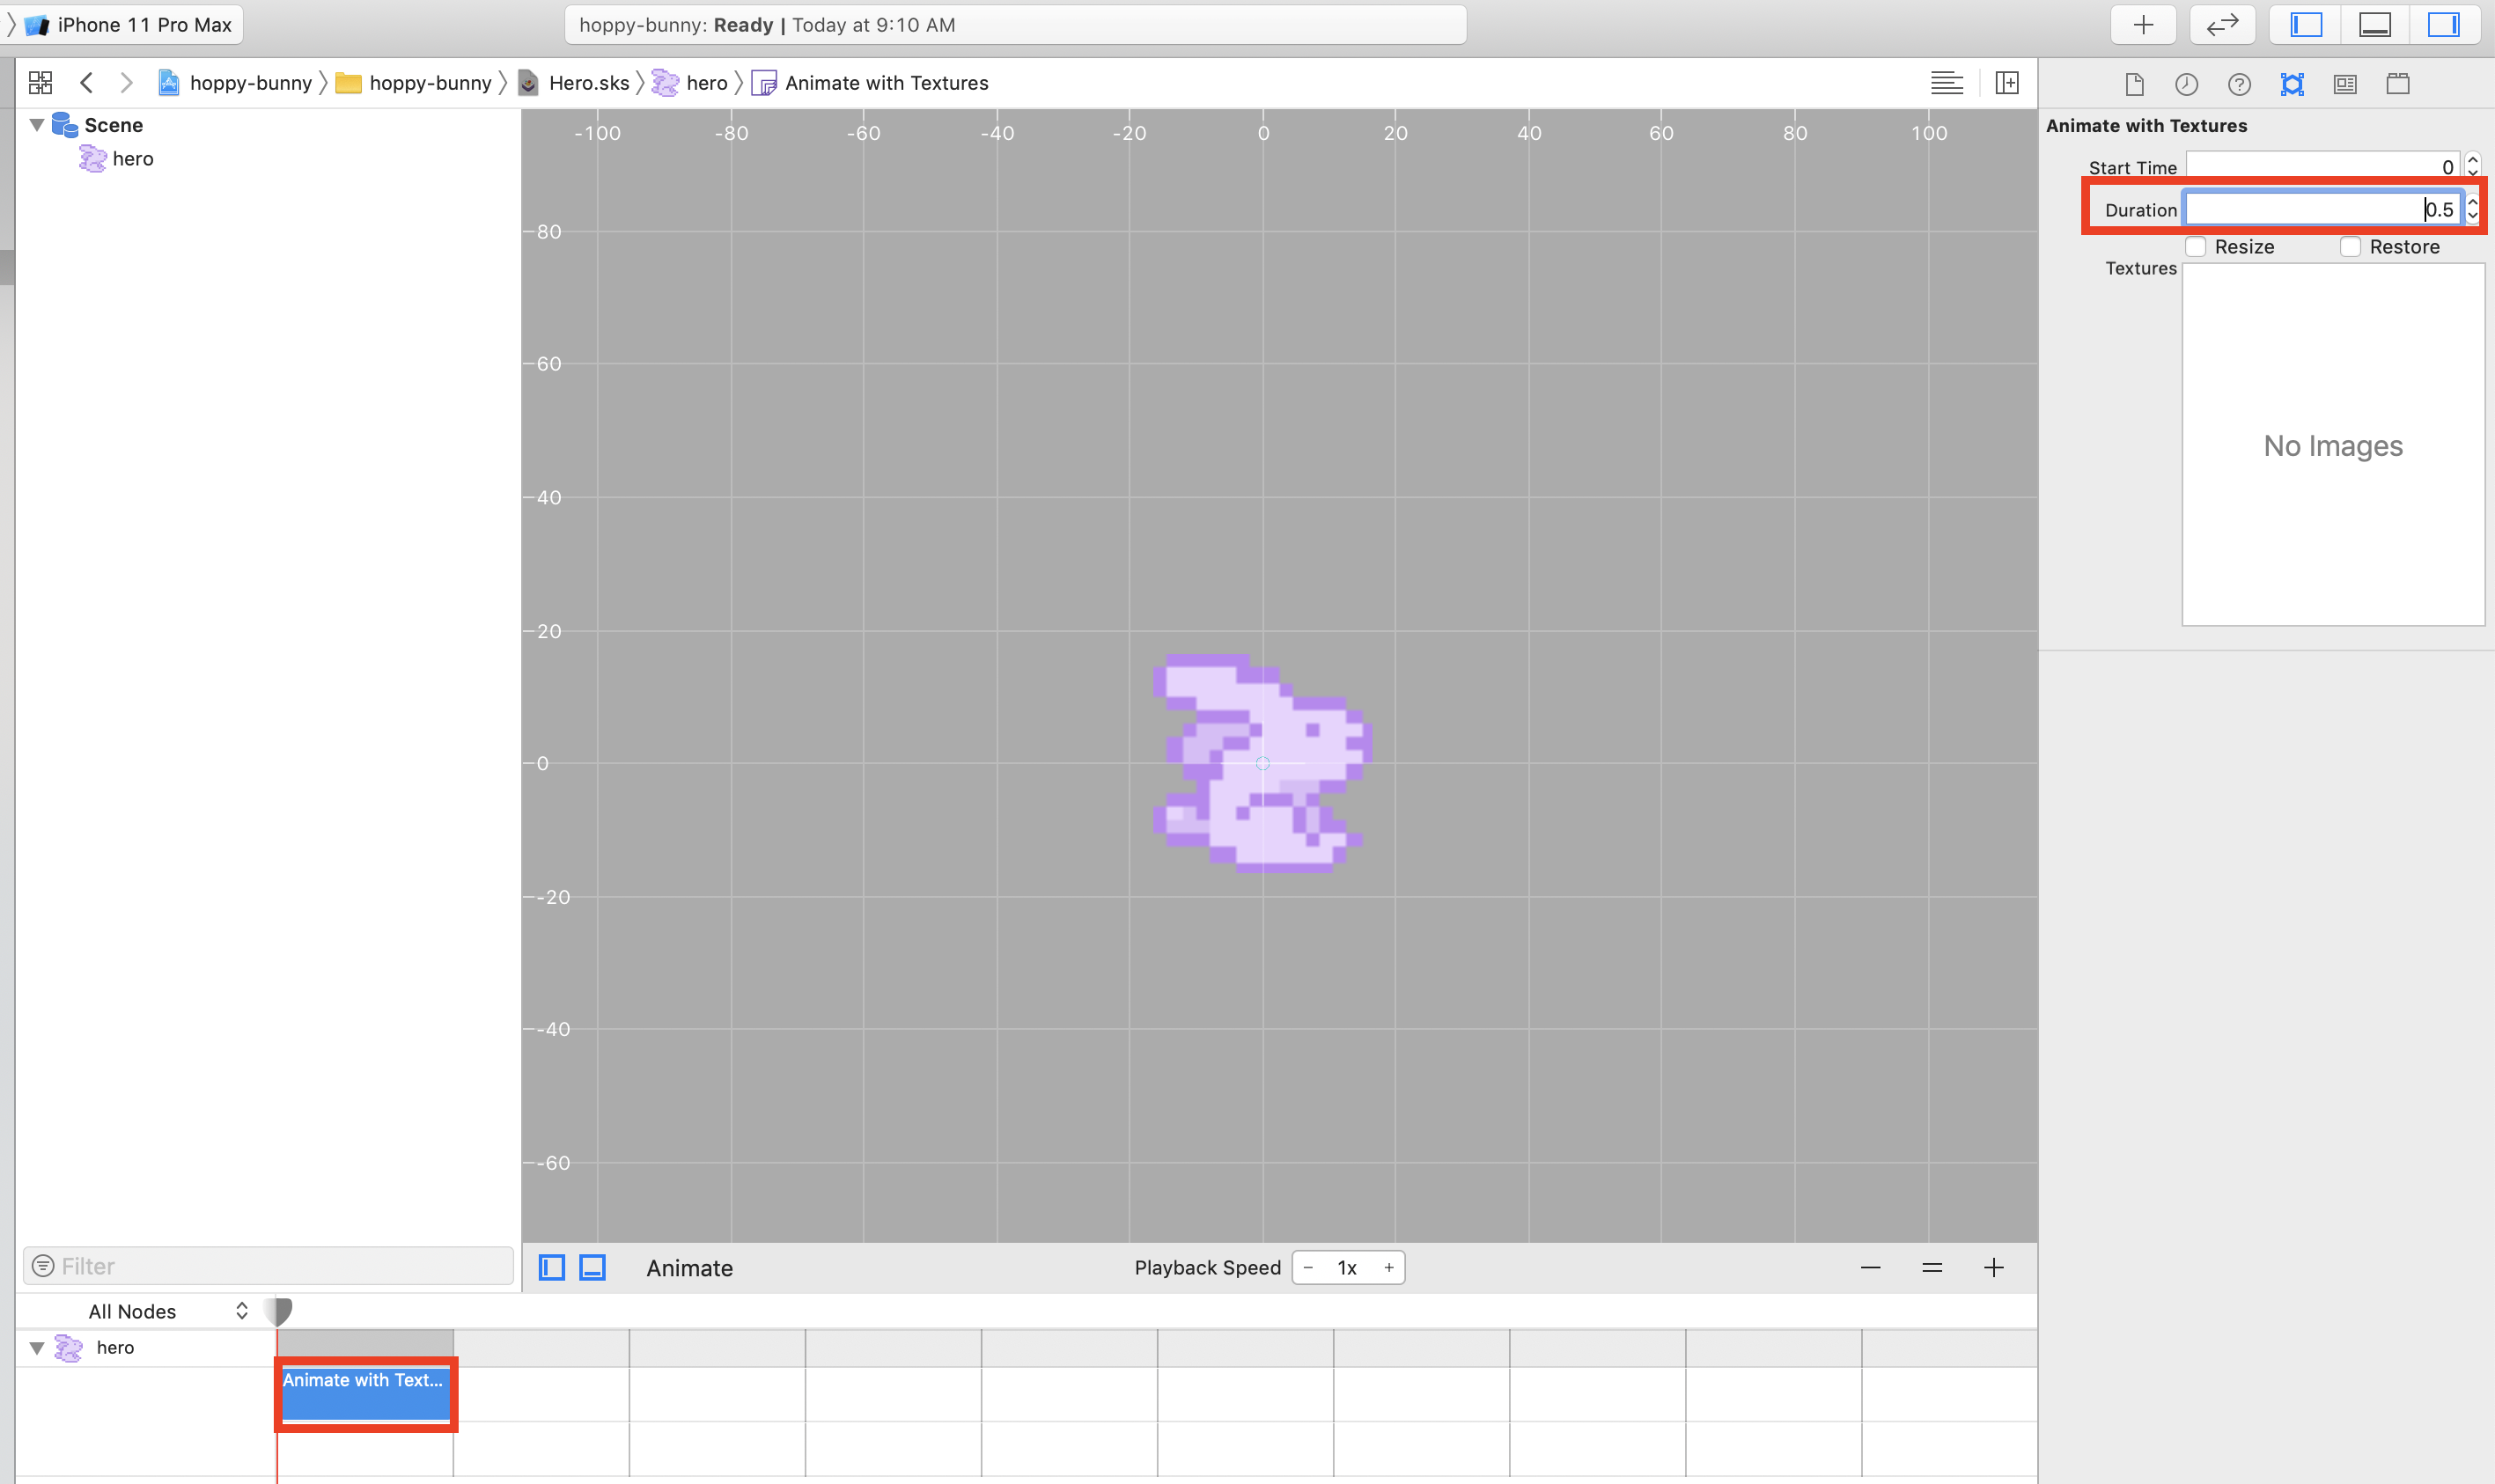 iPhone 11 Pro Max
hoppy-bunny: Ready | Today at 9:10 AM
hoppy-bunny
hoppy-bunny
Hero.sks
hero
Animate with Textures
Scene
hero
-100 -80 -60 -40 -20 0 20 40 60 80 100
80
60
40
20
0
-20
-40
-60
Animate with Textures
Start Time 0
Duration 0.5
Resize Restore
Textures
No Images
Filter
Animate
Playback Speed - 1x +
All Nodes
hero
Animate with Text...